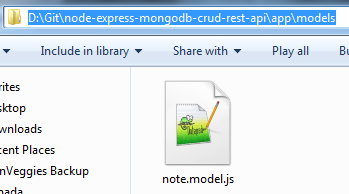 D:\Git\node-express-mongodb-crud-rest-api\app\models
Include in library Share with Play all
rites
sktop
wnloads
cent Places
nVeggies Backup
nada
note.model.js